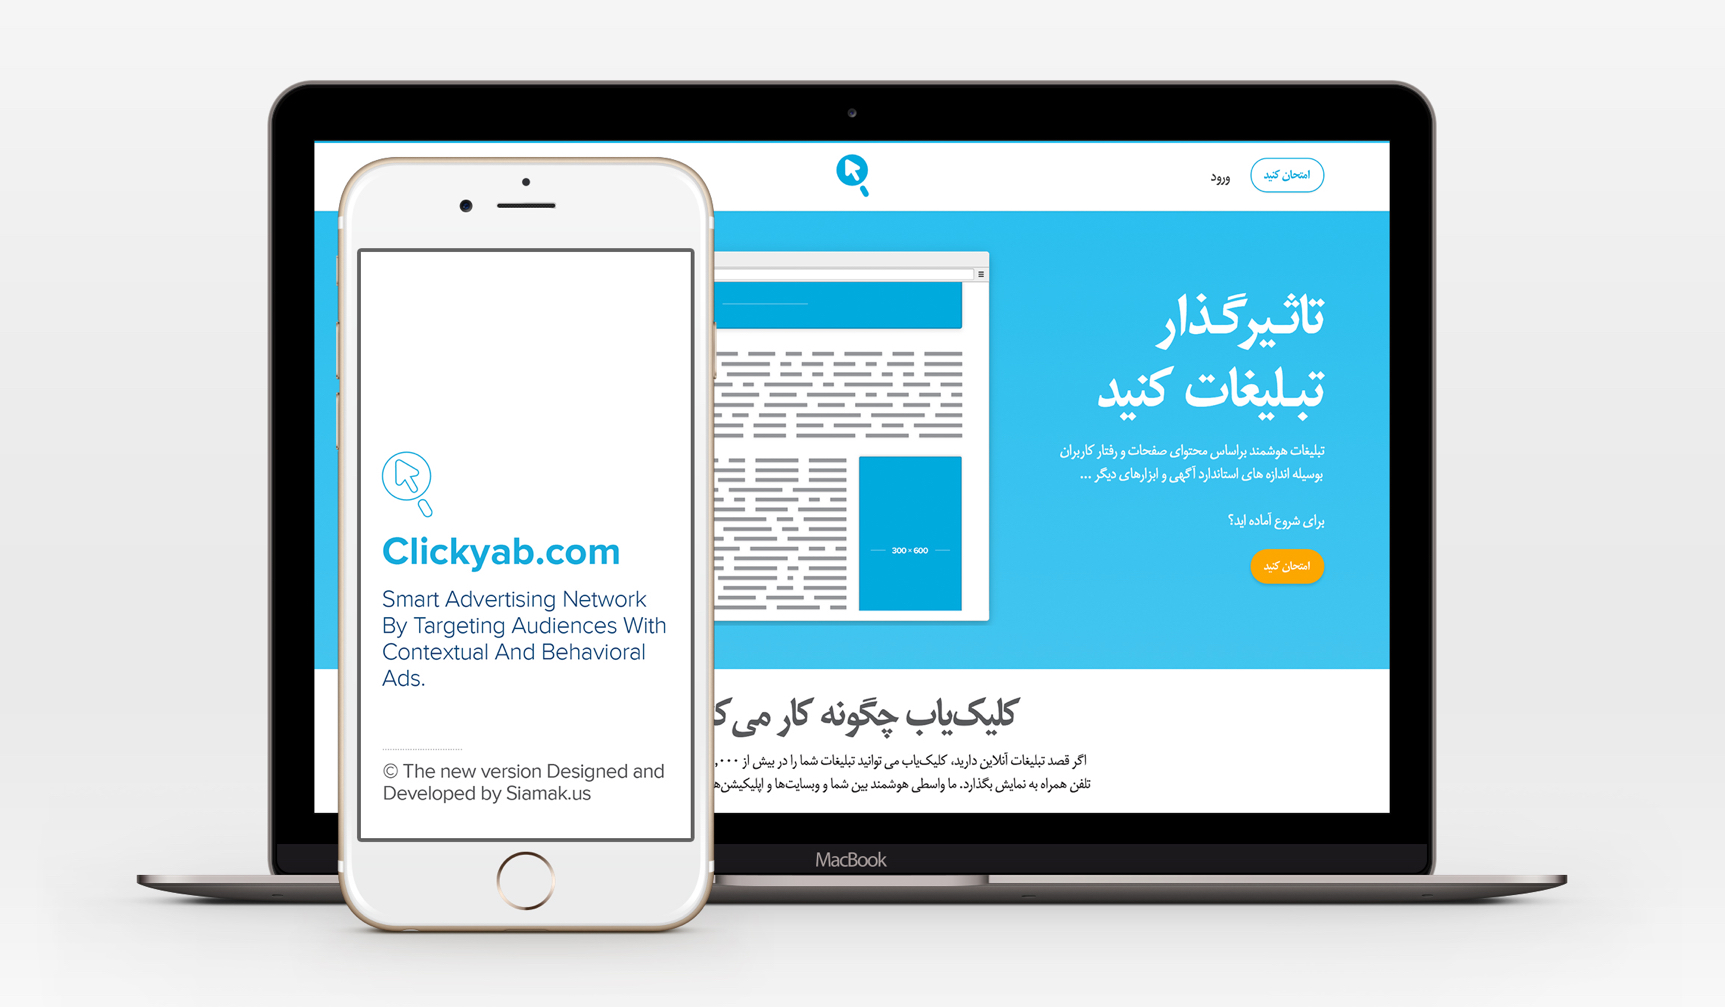 امتحان کنید
ورود
تاثیرگذار
تبلیغات کنید
تبلیغات هوشمند براساس محتوای صفحات و رفتار کاربران
بوسیله اندازه های استاندارد آگهی و ابزارهای دیگر ...
برای شروع آماده اید؟
امتحان کنید
300 × 600
کلیک‌یاب چگونه کار می‌ک
اگر قصد تبلیغات آنلاین دارید، کلیک‌یاب می توانید تبلیغات شما را در بیش از ,۰۰۰
تلفن همراه به نمایش بگذارد. ما واسطی هوشمند بین شما و وبسایت‌ها و اپلیکیشن‌ه
MacBook
Clickyab.com
Smart Advertising Network
By Targeting Audiences With
Contextual And Behavioral
Ads.
© The new version Designed and
Developed by Siamak.us